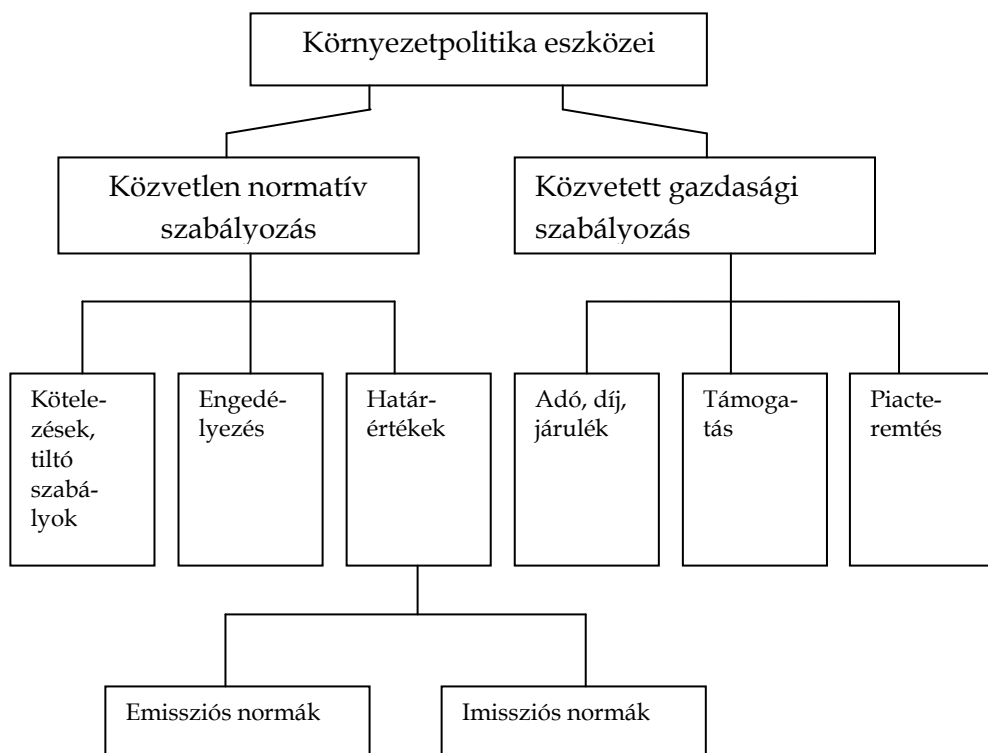 Környezetpolitika eszközei
Közvetlen normatív
szabályozás
Közvetett gazdasági
szabályozás
Kötele-
zések,
tiltó
szabá-
lyok
Engedé-
lyezés
Határ-
értékek
Adó, díj,
járulék
Támoga-
tás
Piacte-
remtés
Emissziós normák
Imissziós normák